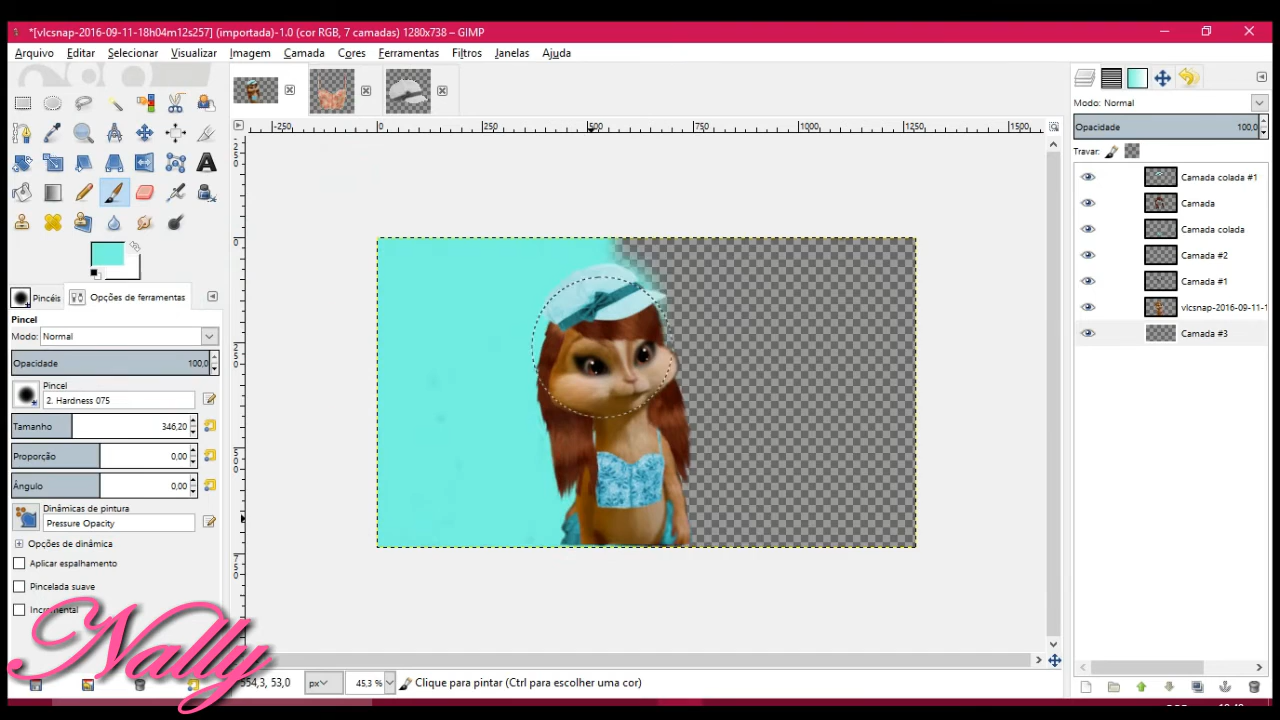 *[vlcsnap-2016-09-11-18h04m12s257] (importada)-1.0 (cor RGB, 7 camadas) 1280x738 – GIMP
Arquivo Editar Selecionar Visualizar Imagem Camada Cores Ferramentas Filtros Janelas Ajuda
Modo: Normal
Opacidade 100,0
Travar:
-250 0 250 500 750 1000 1250 1500
Camada colada #1
Camada
Camada colada
Camada #2
Camada #1
vlcsnap-2016-09-11-1
Camada #3
Pincéis Opções de ferramentas
Pincel
Modo: Normal
Opacidade 100,0
Pincel
2. Hardness 075
Tamanho 346,20
Proporção 0,00
Ângulo 0,00
Dinâmicas de pintura
Pressure Opacity
Opções de dinâmica
Aplicar espalhamento
Pincelada suave
Incremental
Nally
554,3, 53,0 px 45,3 % Clique para pintar (Ctrl para escolher uma cor)